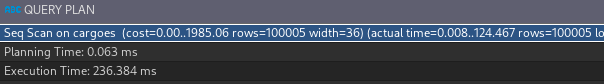 ABC QUERY PLAN
Seq Scan on cargoes (cost=0.00..1985.06 rows=100005 width=36) (actual time=0.008..124.467 rows=100005 lo
Planning Time: 0.063 ms
Execution Time: 236.384 ms